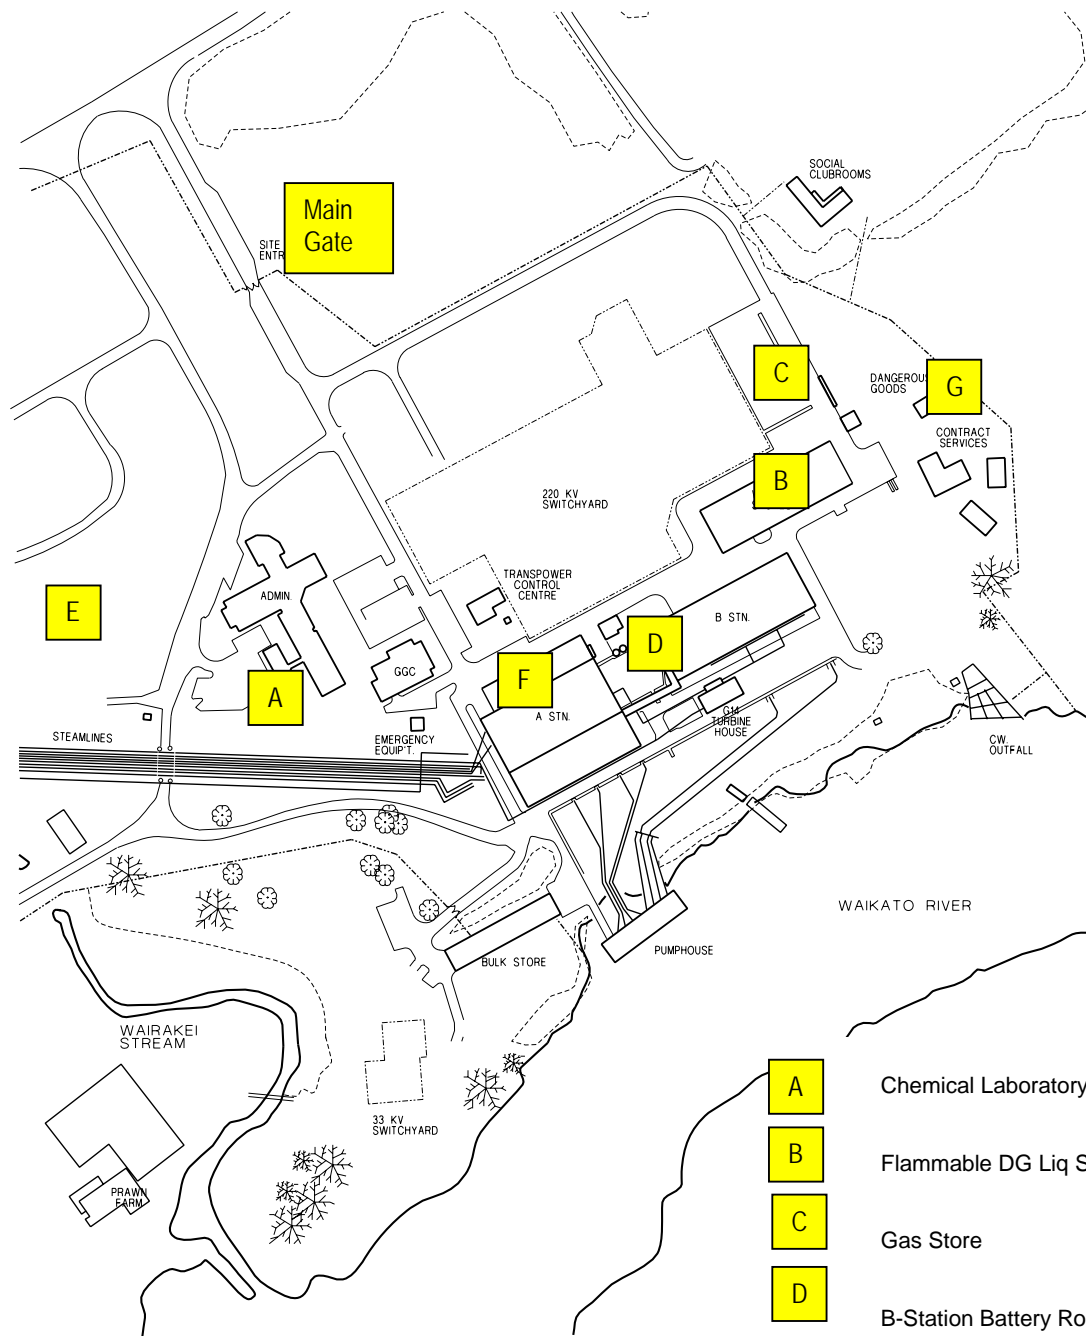 SOCIAL
CLUBROOMS
Main
Gate
SITE
ENTR
C
DANGEROU
GOODS
G
CONTRACT
SERVICES
B
220 KV
SWITCHYARD
TRANSPOWER
CONTROL
CENTRE
ADMIN.
E
B STN.
D
GGC
F
A
A STN.
G14
TURBINE
HOUSE
STEAMLINES
EMERGENCY
EQUIP'T.
CW
OUTFALL
WAIKATO RIVER
PUMPHOUSE
BULK STORE
WAIRAKEI
STREAM
33 KV
SWITCHYARD
PRAWN
FARM
A Chemical Laboratory
B Flammable DG Liq S
C Gas Store
D B-Station Battery Ro